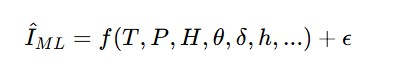 Î_ML = f(T, P, H, θ, δ, h, ...) + ϵ